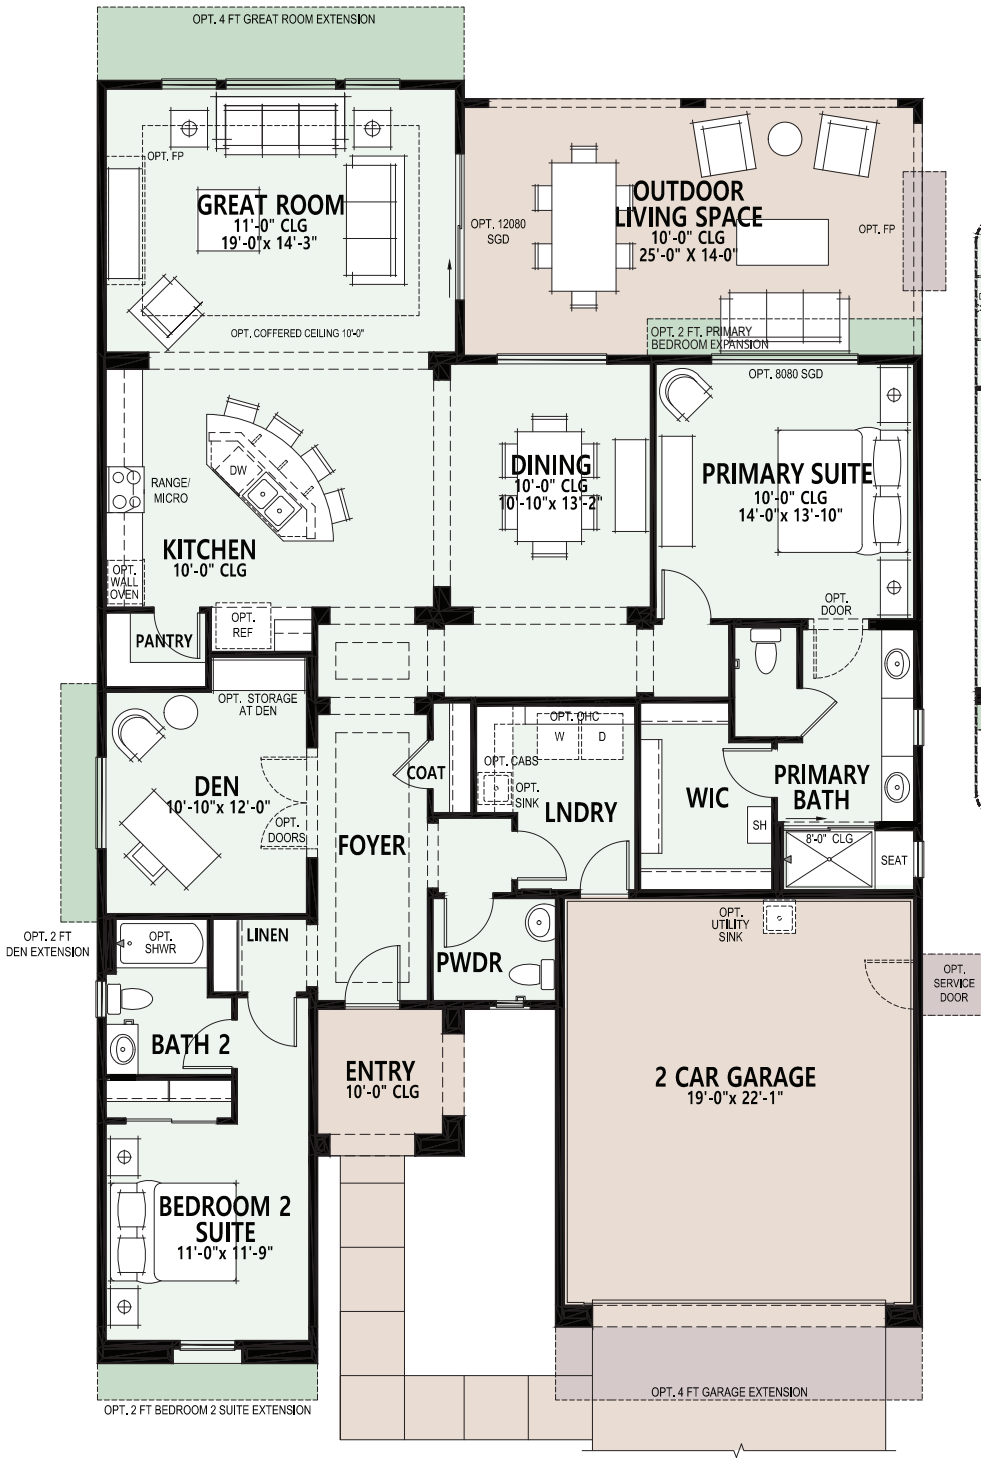 OPT. 4 FT GREAT ROOM EXTENSION
OPT. FP
GREAT ROOM
11'-0" CLG
19'-0"x 14'-3"
OPT. COFFERED CEILING 10'-0"
OPT. 12080
SGD
OUTDOOR
LIVING SPACE
10'-0" CLG
25'-0" X 14-0"
OPT. FP
OPT. 2 FT. PRIMARY
BEDROOM EXPANSION
OPT. 8080 SGD
DW
RANGE/
MICRO
KITCHEN
10'-0" CLG
OPT.
WALL
OVEN
DINING
10'-0" CLG
10'-10"x 13'-2"
PRIMARY SUITE
10'-0" CLG
14'-0"x 13'-10"
OPT.
DOOR
PANTRY
OPT.
REF
OPT. STORAGE
AT DEN
DEN
10'-10"x 12'-0"
OPT.
DOORS
FOYER
COAT
OPT. OHC
W
D
OPT. CABS
OPT.
SINK
LNDRY
WIC
PRIMARY
BATH
SH
8'-0" CLG
SEAT
OPT. 2 FT
DEN EXTENSION
OPT.
SHWR
LINEN
BATH 2
PWDR
OPT.
UTILITY
SINK
OPT.
SERVICE
DOOR
ENTRY
10'-0" CLG
2 CAR GARAGE
19'-0"x 22'-1"
BEDROOM 2
SUITE
11'-0"x 11'-9"
OPT. 2 FT BEDROOM 2 SUITE EXTENSION
OPT. 4 FT GARAGE EXTENSION